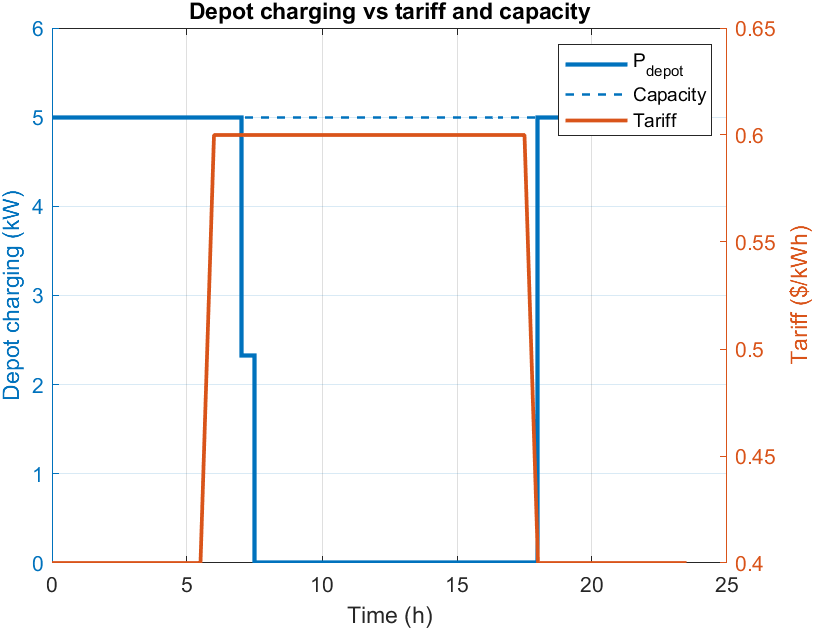 Depot charging vs tariff and capacity
6
5
4
3
2
1
0
Depot charging (kW)
0.65
0.6
0.55
0.5
0.45
0.4
Tariff ($/kWh)
P_depot
Capacity
Tariff
0 5 10 15 20 25
Time (h)